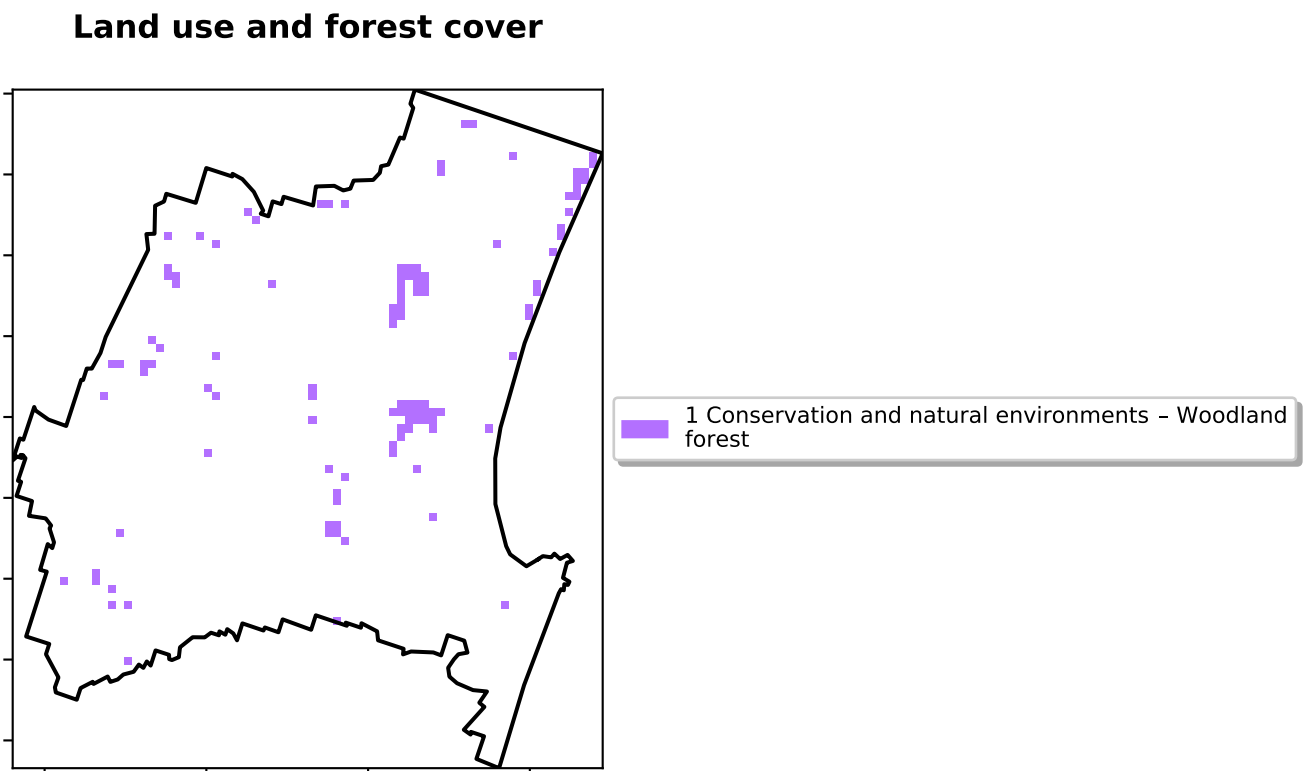 Land use and forest cover
1 Conservation and natural environments – Woodland
forest